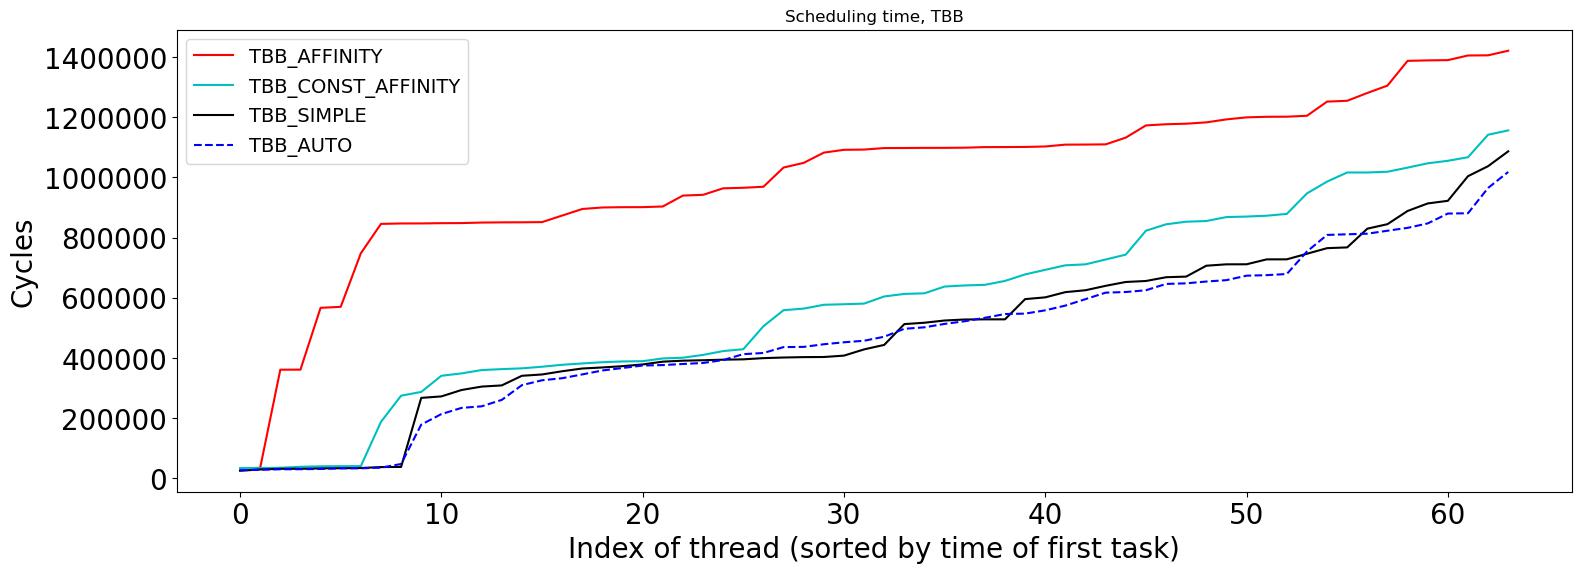 Scheduling time, TBB
TBB_AFFINITY
TBB_CONST_AFFINITY
TBB_SIMPLE
TBB_AUTO
Cycles
1400000
1200000
1000000
800000
600000
400000
200000
0
0 10 20 30 40 50 60
Index of thread (sorted by time of first task)